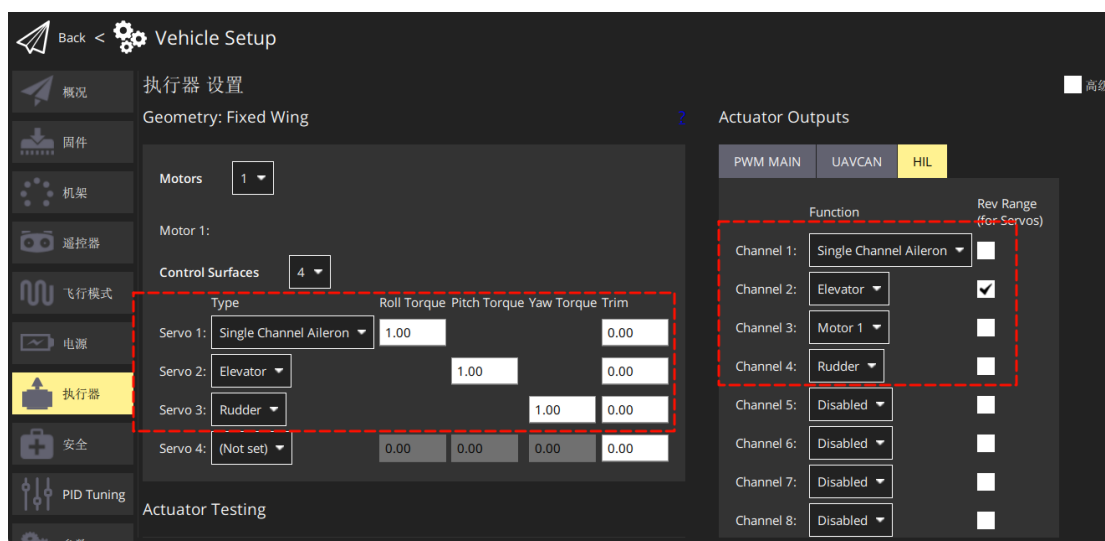 Back < Vehicle Setup
概况
固件
机架
遥控器
飞行模式
电源
执行器
安全
PID Tuning
执行器 设置
Geometry: Fixed Wing
?
Motors 1
Motor 1:
Control Surfaces 4
Type Roll Torque Pitch Torque Yaw Torque Trim
Servo 1: Single Channel Aileron 1.00 0.00
Servo 2: Elevator 1.00 0.00
Servo 3: Rudder 1.00 0.00
Servo 4: (Not set) 0.00 0.00 0.00 0.00
Actuator Testing
高级
Actuator Outputs
PWM MAIN UAVCAN HIL
Function Rev Range
(for Servos)
Channel 1: Single Channel Aileron
Channel 2: Elevator
Channel 3: Motor 1
Channel 4: Rudder
Channel 5: Disabled
Channel 6: Disabled
Channel 7: Disabled
Channel 8: Disabled